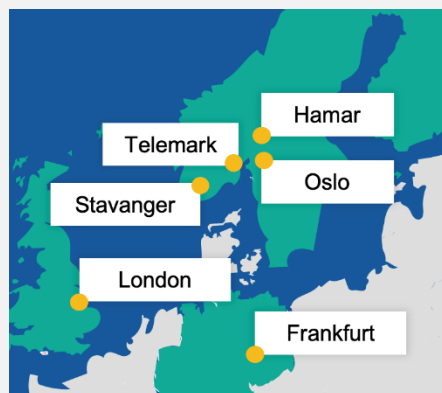 Hamar
Telemark
Oslo
Stavanger
London
Frankfurt